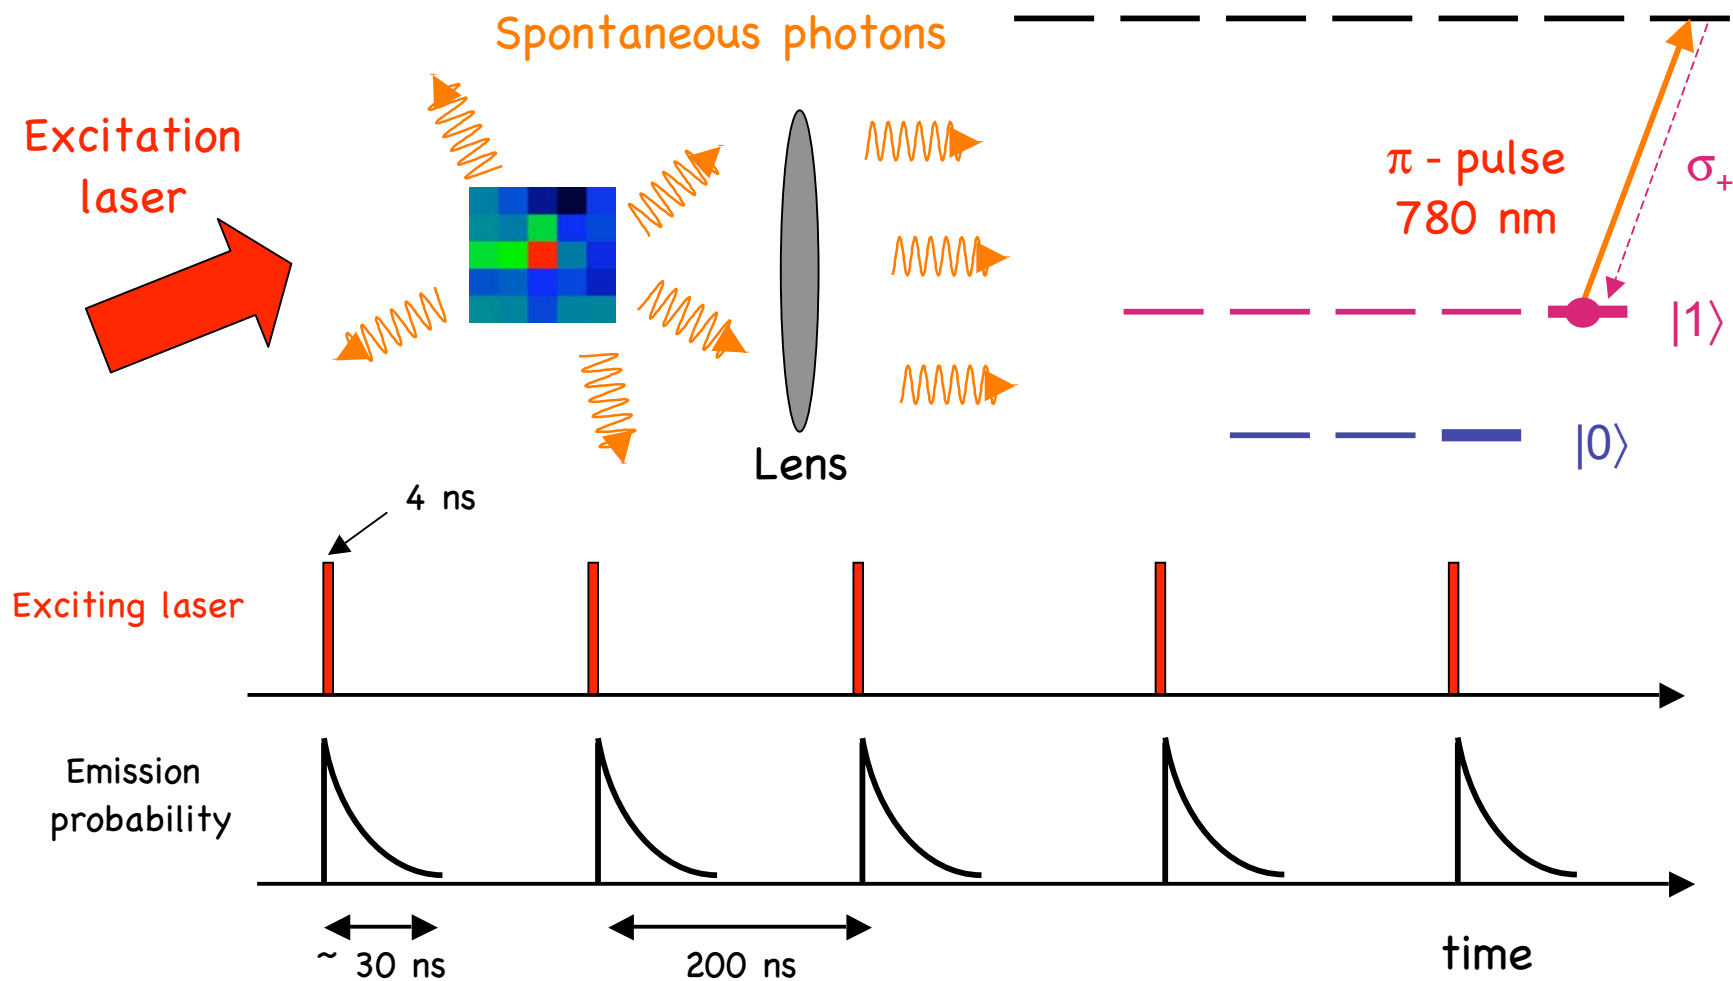 Spontaneous photons
Excitation
laser
π - pulse
780 nm
σ+
|1⟩
|0⟩
Lens
4 ns
Exciting laser
Emission
probability
~ 30 ns
200 ns
time